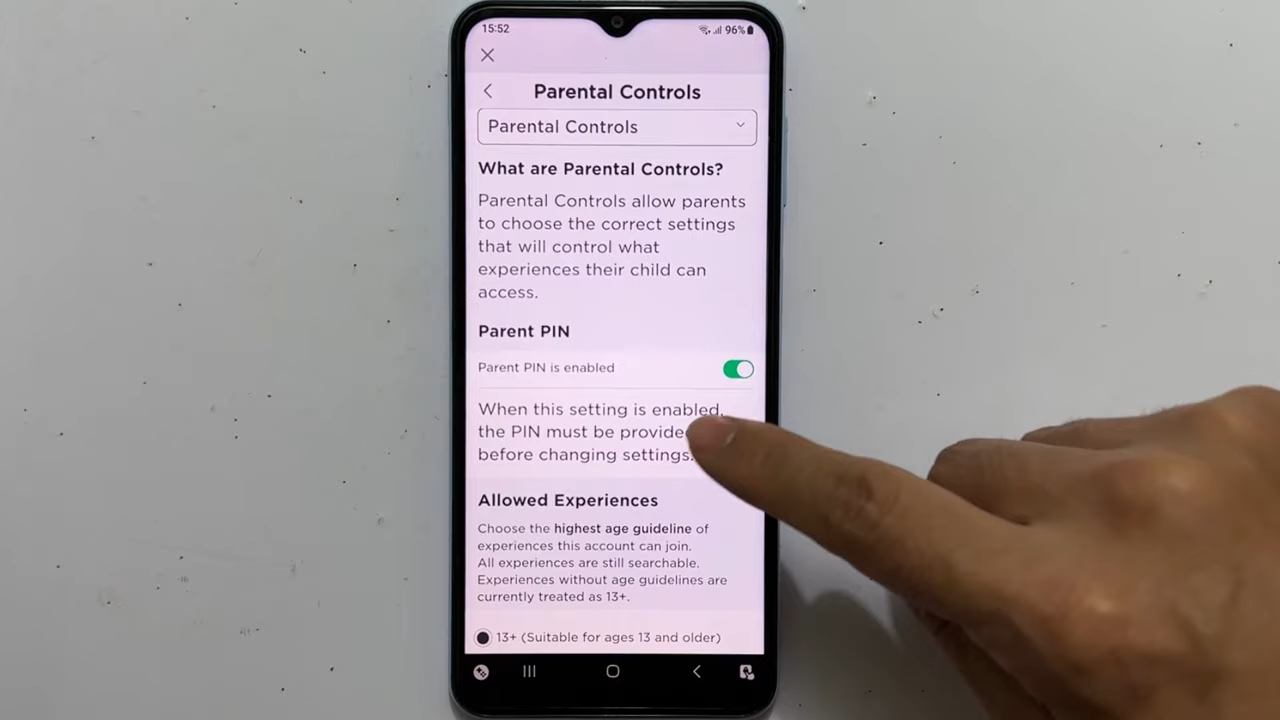 15:52
96%
Parental Controls
Parental Controls
What are Parental Controls?
Parental Controls allow parents
to choose the correct settings
that will control what
experiences their child can
access.
Parent PIN
Parent PIN is enabled
When this setting is enabled,
the PIN must be
before changing settings.
Allowed Experiences
Choose the highest age guideline of
experiences this account can join.
All experiences are still searchable.
Experiences without age guidelines are
currently treated as 13+.
13+ (Suitable for ages 13 and older)